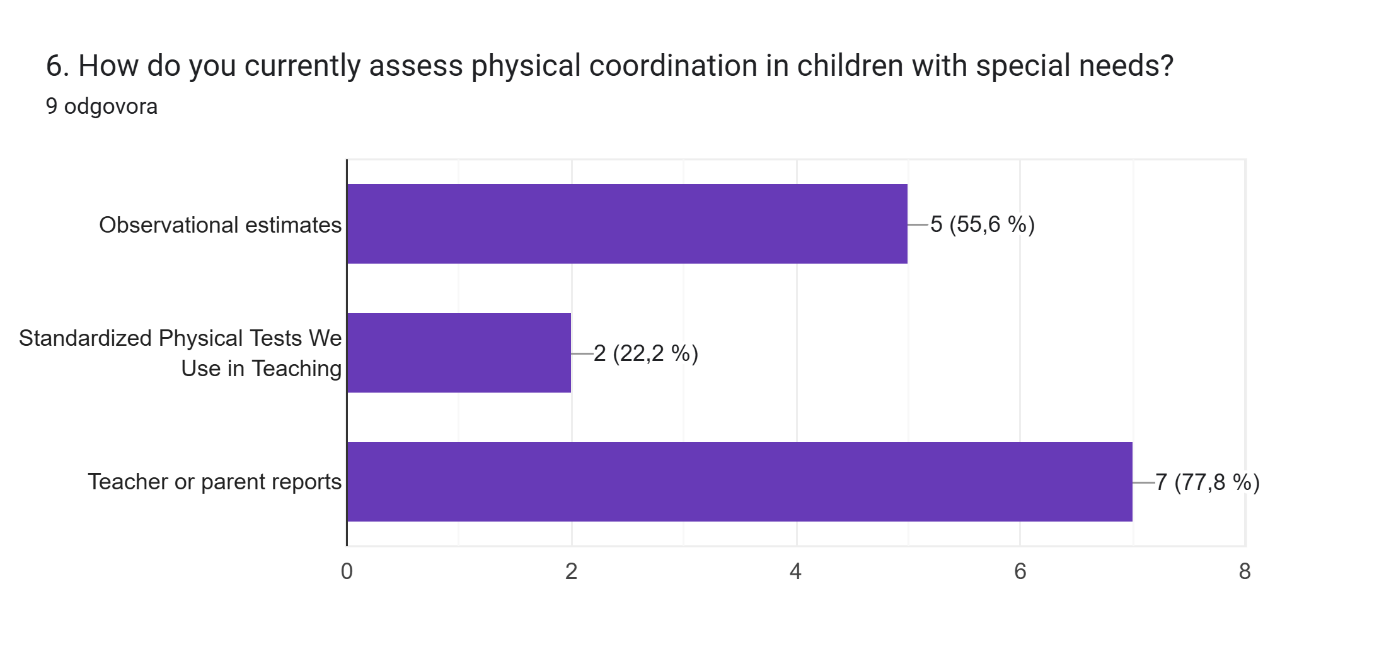 6. How do you currently assess physical coordination in children with special needs?
9 odgovora
Observational estimates
5 (55,6 %)
Standardized Physical Tests We
Use in Teaching
2 (22,2 %)
Teacher or parent reports
7 (77,8 %)
0 2 4 6 8